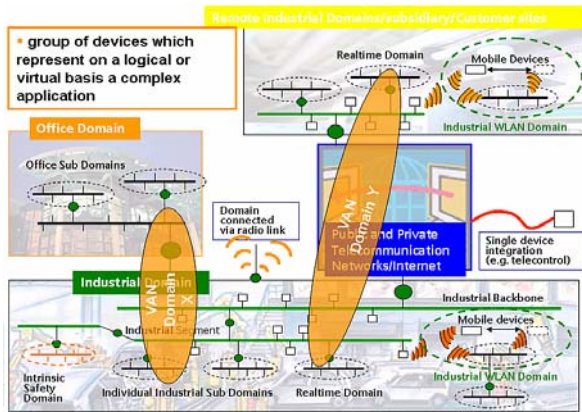 Remote Industrial Domains/subsidiary/Customer sites
▪ group of devices which
represent on a logical or
virtual basis a complex
application
Realtime Domain
Mobile Devices
Industrial WLAN Domain
Office Domain
Office Sub Domains
Domain
connected
via radio link
VAN
Domain Y
Public and Private
Telecommunication
Networks/Internet
Single device
integration
(e.g. telecontrol)
Industrial Domain
VAN
Domain
X
Industrial Backbone
Industrial Segment
Mobile devices
Intrinsic
Safety
Domain
Individual Industrial Sub Domains
Realtime Domain
Industrial WLAN Domain